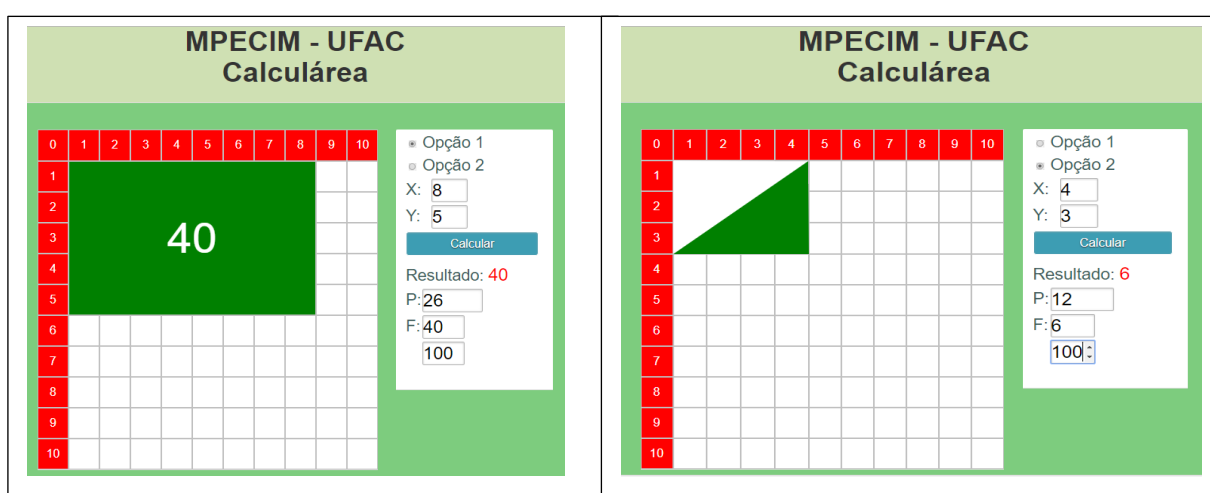 MPECIM - UFAC
Calculárea
0 1 2 3 4 5 6 7 8 9 10
1
2
3
4
5
6
7
8
9
10
40
Opção 1
Opção 2
X: 8
Y: 5
Calcular
Resultado: 40
P: 26
F: 40
100
MPECIM - UFAC
Calculárea
0 1 2 3 4 5 6 7 8 9 10
1
2
3
4
5
6
7
8
9
10
Opção 1
Opção 2
X: 4
Y: 3
Calcular
Resultado: 6
P: 12
F: 6
100